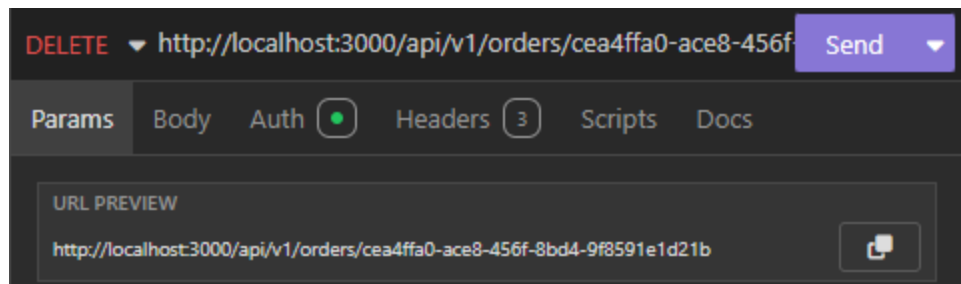 DELETE http://localhost:3000/api/v1/orders/cea4ffa0-ace8-456f- Send
Params Body Auth Headers 3 Scripts Docs
URL PREVIEW
http://localhost:3000/api/v1/orders/cea4ffa0-ace8-456f-8bd4-9f8591e1d21b